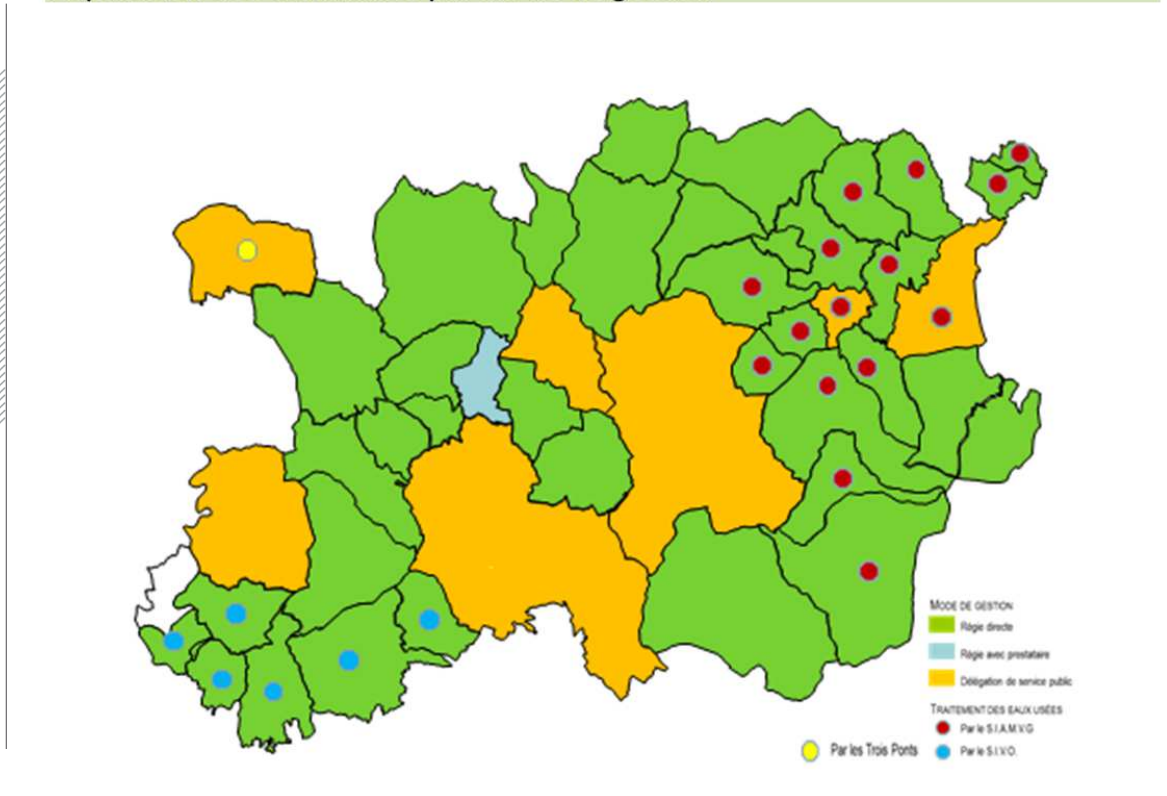 MODE DE GESTION
Régie directe
Régie avec prestataire
Délégation de service public
TRAITEMENT DES EAUX USÉES
Par le S.I.A.M.V.G
Par les Trois Ponts
Par le S.I.V.O.